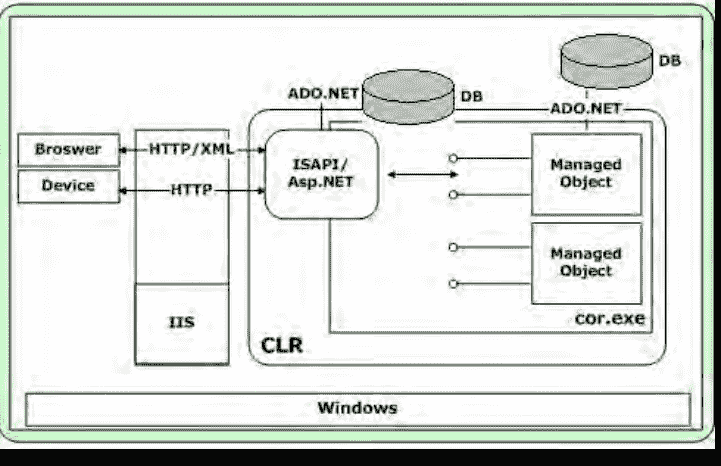 DB
ADO.NET
DB
ADO.NET
Broswer
HTTP/XML
ISAPI/
Asp.NET
Managed
Object
Device
HTTP
Managed
Object
IIS
cor.exe
CLR
Windows